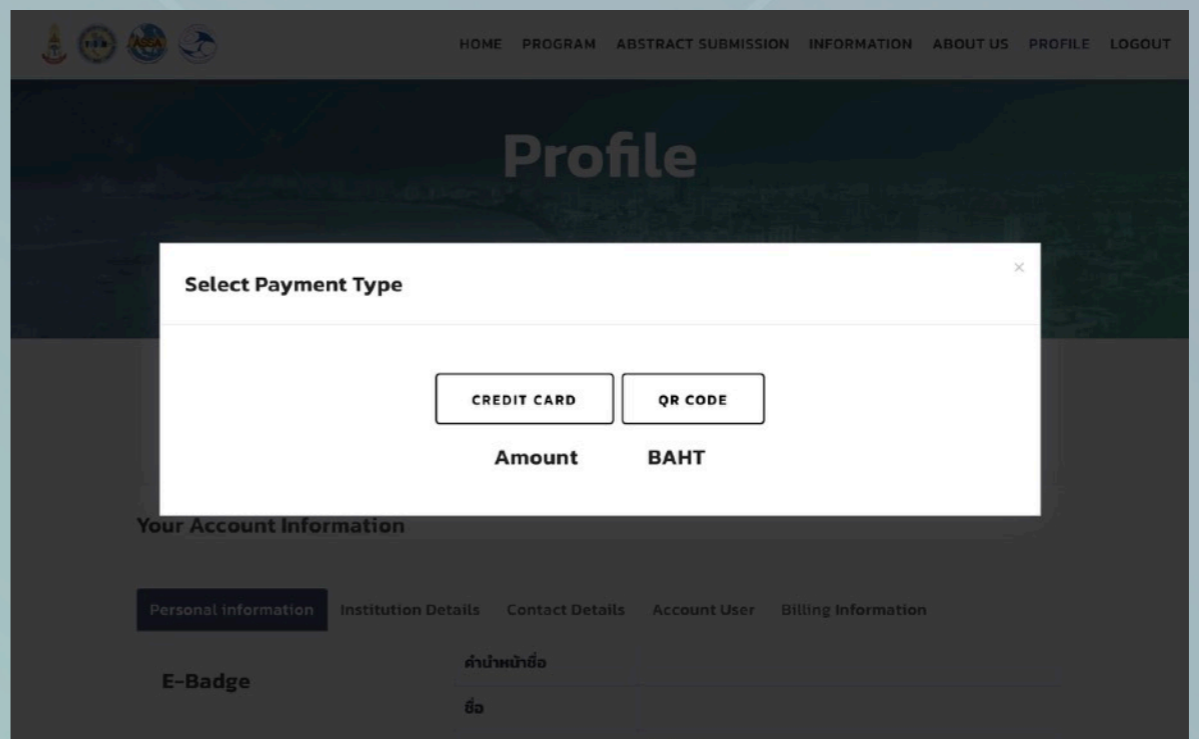 ASSA
HOME PROGRAM ABSTRACT SUBMISSION INFORMATION ABOUT US PROFILE LOGOUT
Profile
Select Payment Type ×
CREDIT CARD QR CODE
Amount BAHT
Your Account Information
Personal information Institution Details Contact Details Account User Billing Information
E-Badge
คำนำหน้าชื่อ
ชื่อ